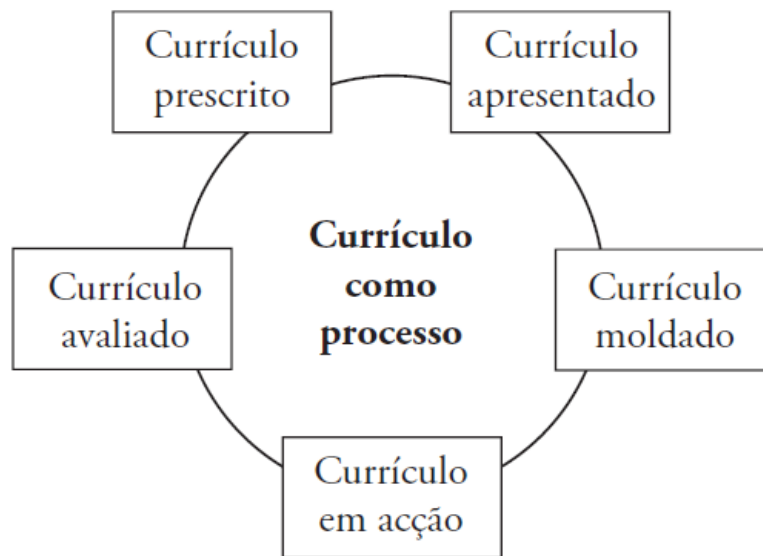 Currículo
prescrito
Currículo
apresentado
Currículo
como
processo
Currículo
avaliado
Currículo
moldado
Currículo
em acção